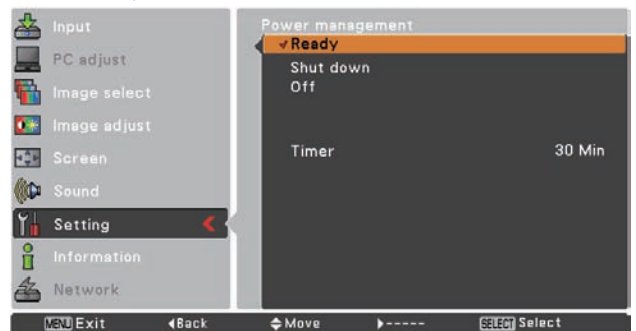 Input
PC adjust
Image select
Image adjust
Screen
Sound
Setting
Information
Network
Power management
✓Ready
Shut down
Off
Timer 30 Min
MENU Exit ◀Back ◆Move ▶----- SELECT Select